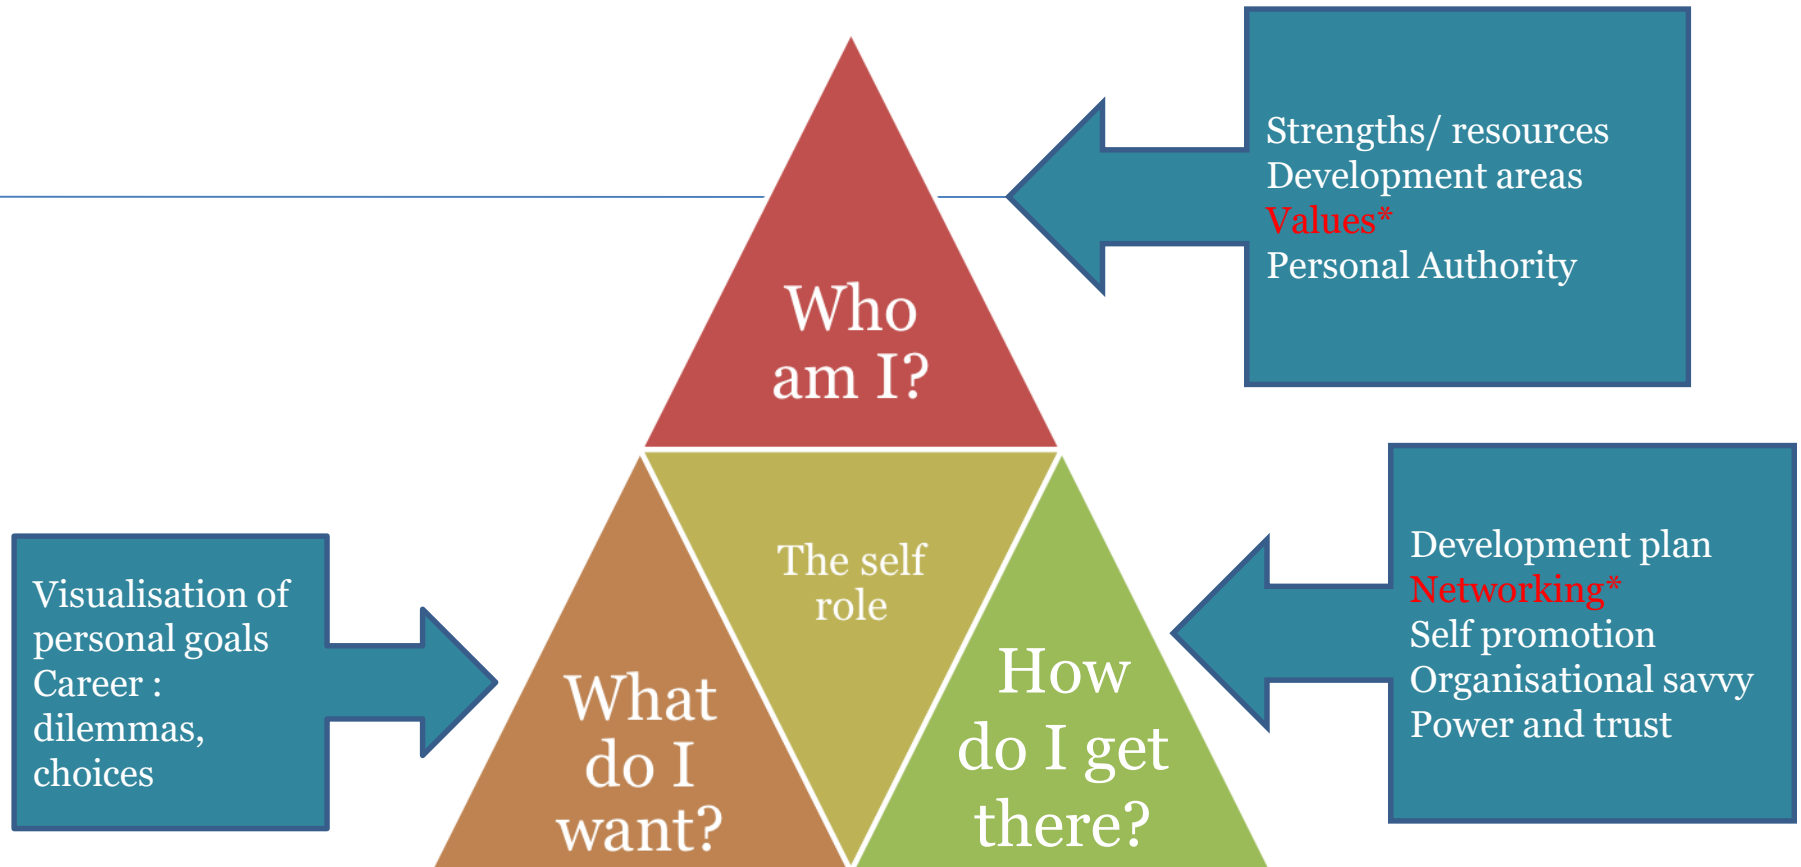 Strengths/ resources
Development areas
Values*
Personal Authority
Who
am I?
The self
role
Visualisation of
personal goals
Career :
dilemmas,
choices
What
do I
want?
How
do I get
there?
Development plan
Networking*
Self promotion
Organisational savvy
Power and trust